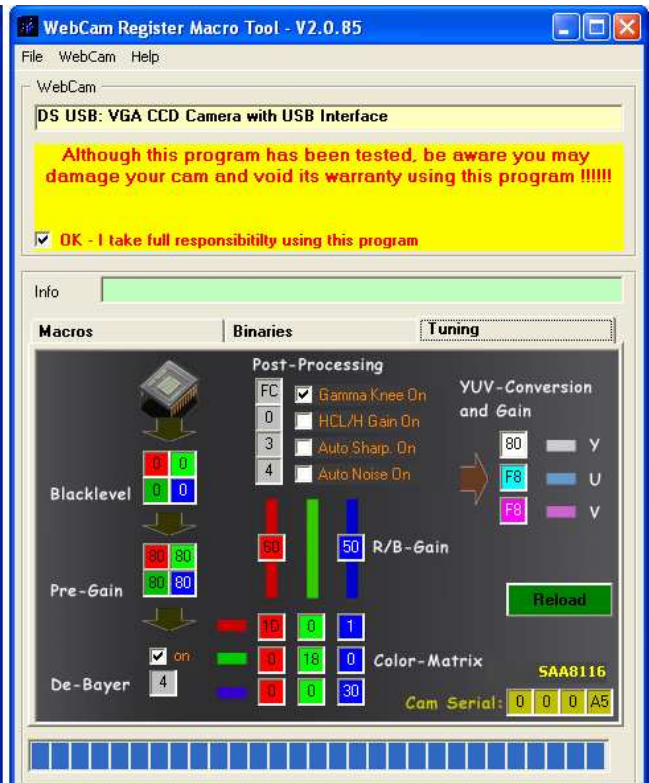 WebCam Register Macro Tool - V2.0.85
File WebCam Help
WebCam
DS USB: VGA CCD Camera with USB Interface
Although this program has been tested, be aware you may
damage your cam and void its warranty using this program !!!!!!
OK - I take full responsibitilty using this program
Info
Macros Binaries Tuning
Post-Processing
FC Gamma Knee On
0 HCL/H Gain On
3 Auto Sharp. On
4 Auto Noise On
YUV-Conversion
and Gain
80 Y
F8 U
F8 V
0 0
Blacklevel 0 0
80 80
Pre-Gain 80 80
60 50 R/B-Gain
Reload
on
De-Bayer 4
1D 0 1
0 18 0 Color-Matrix
0 0 30
SAA8116
Cam Serial: 0 0 0 A5